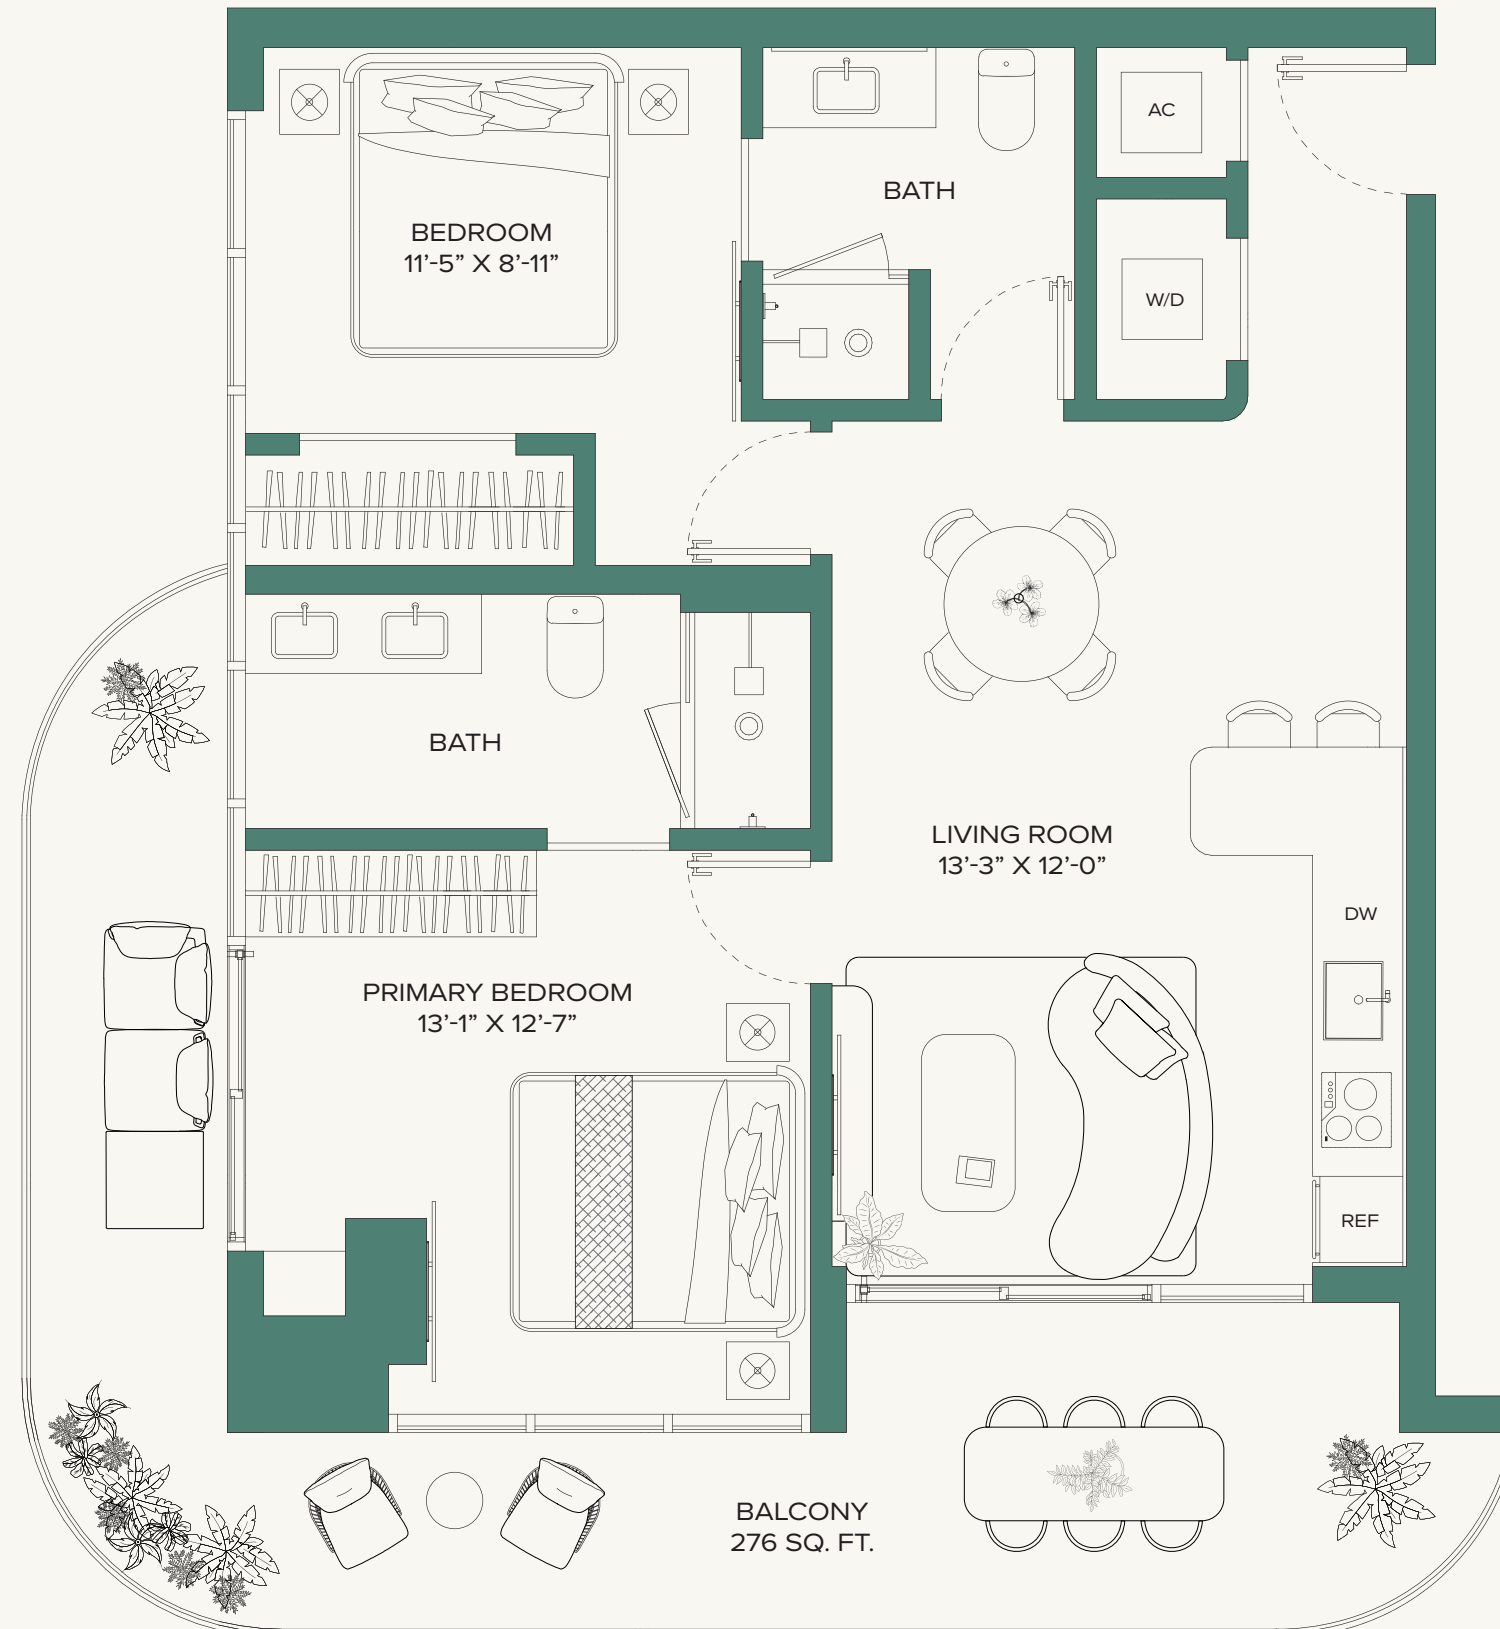 AC
BATH
BEDROOM
11’-5” X 8’-11”
W/D
BATH
LIVING ROOM
13’-3” X 12’-0”
DW
PRIMARY BEDROOM
13’-1” X 12’-7”
REF
BALCONY
276 SQ. FT.